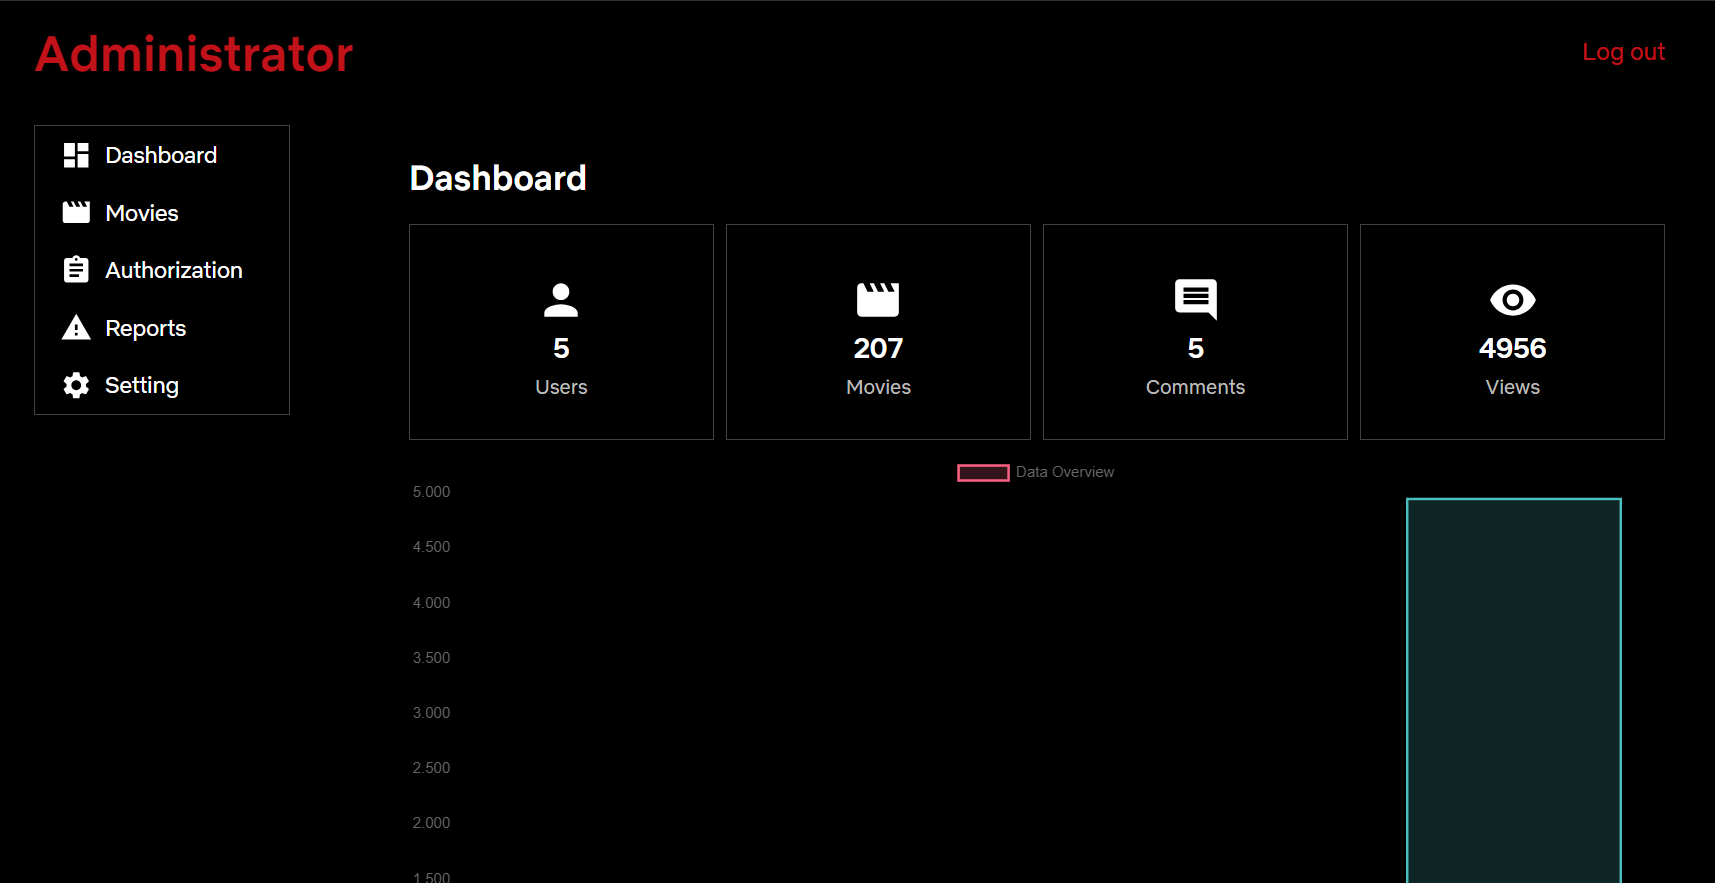 Administrator
Log out
Dashboard
Movies
Authorization
Reports
Setting
Dashboard
5
Users
207
Movies
5
Comments
4956
Views
Data Overview
5.000
4.500
4.000
3.500
3.000
2.500
2.000
1.500